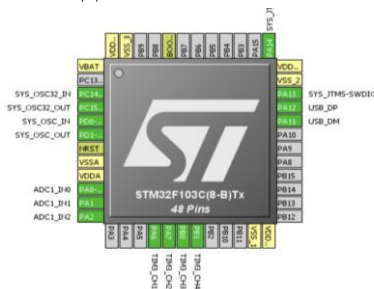 SYS_JT
VDD...
VSS_3
PB9
PB8
BOO...
PB7
PB6
PB5
PB4
PB3
PA15
PA14
VBAT
PC13...
SYS_OSC32_IN PC14...
SYS_OSC32_OUT PC15...
SYS_OSC_IN PD0-...
SYS_OSC_OUT PD1-...
NRST
VSSA
VDDA
ADC1_IN0 PA0-...
ADC1_IN1 PA1
ADC1_IN2 PA2
VDD...
VSS_2
PA13 SYS_JTMS-SWDIO
PA12 USB_DP
PA11 USB_DM
PA10
PA9
PA8
PB15
PB14
PB13
PB12
STM32F103C(8-B)Tx
48 Pins
PA3
PA4
PA5
PA6
PA7
PB0
PB1
PB2
PB10
PB11
VSS_1
VDD...
TIM3_CH1
TIM3_CH2
TIM3_CH3
TIM3_CH4